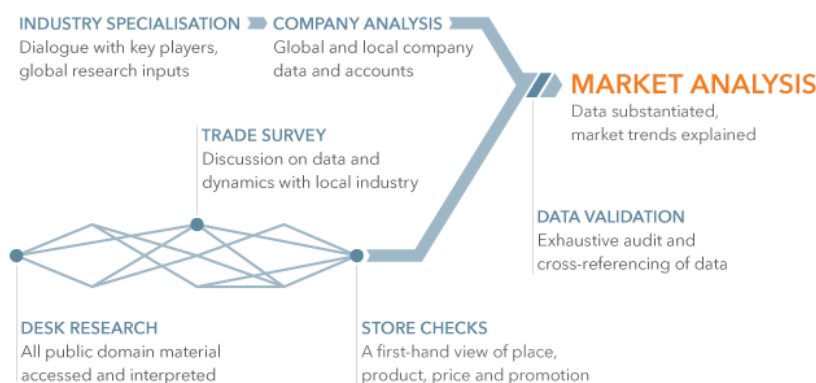 INDUSTRY SPECIALISATION
Dialogue with key players,
global research inputs
COMPANY ANALYSIS
Global and local company
data and accounts
MARKET ANALYSIS
Data substantiated,
market trends explained
TRADE SURVEY
Discussion on data and
dynamics with local industry
DATA VALIDATION
Exhaustive audit and
cross-referencing of data
DESK RESEARCH
All public domain material
accessed and interpreted
STORE CHECKS
A first-hand view of place,
product, price and promotion